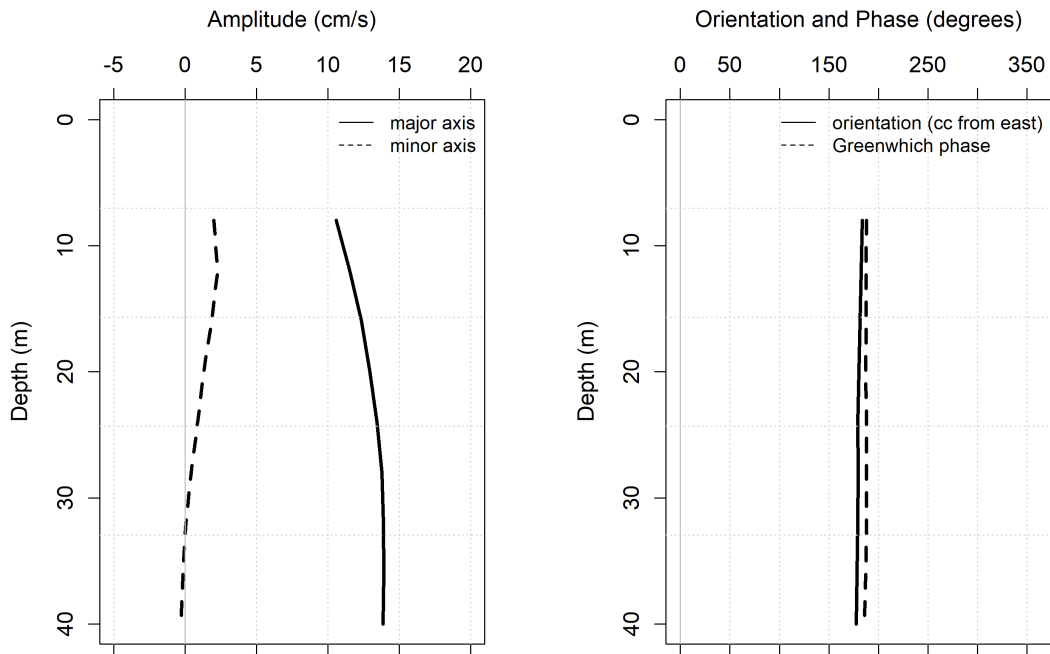 Amplitude (cm/s)
-5 0 5 10 15 20
major axis
minor axis
0
10
20
30
40
Depth (m)
Orientation and Phase (degrees)
0 50 150 250 350
orientation (cc from east)
Greenwhich phase
0
10
20
30
40
Depth (m)